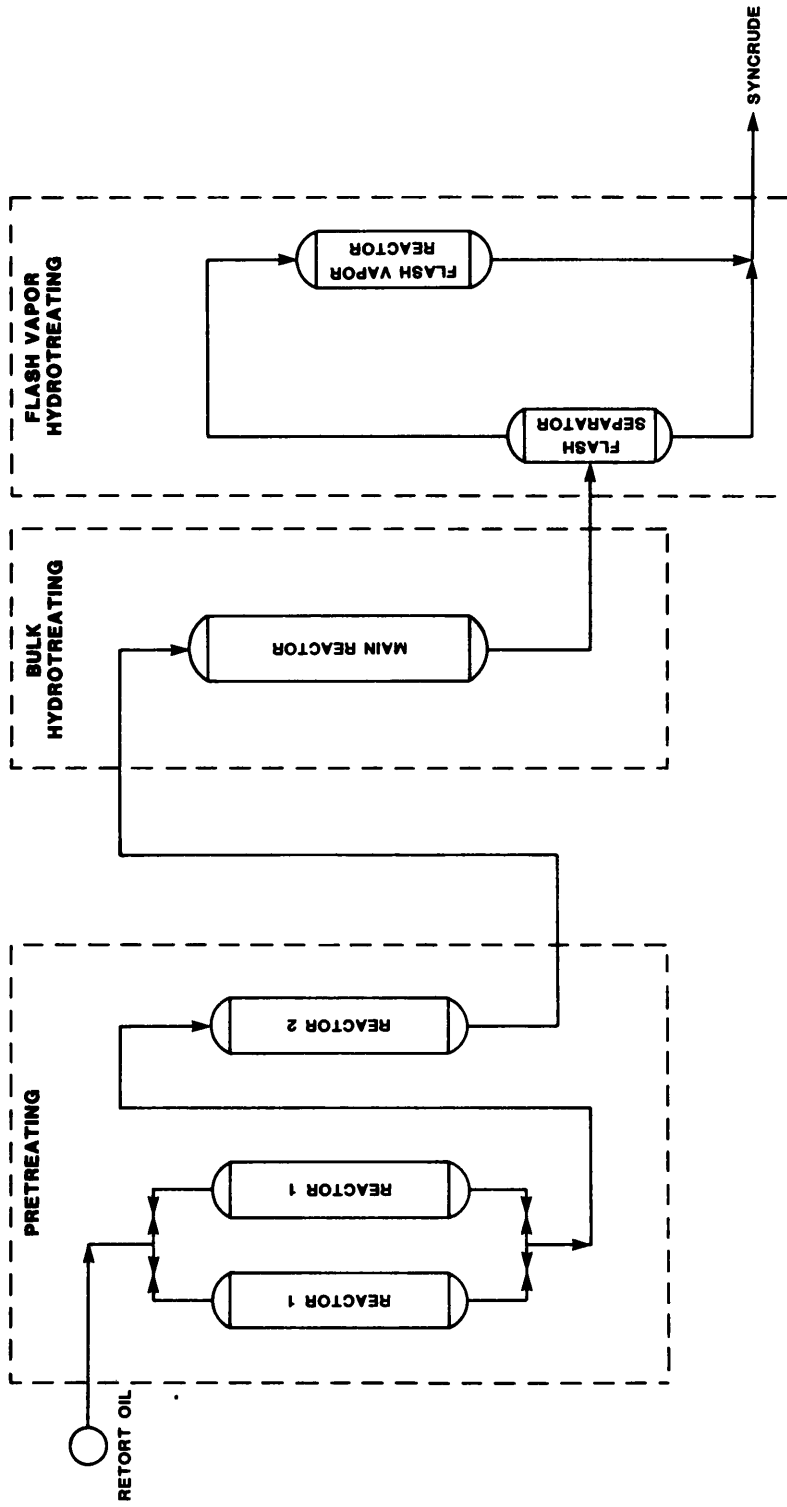 RETORT OIL
PRETREATING
REACTOR 1
REACTOR 1
REACTOR 2
BULK
HYDROTREATING
MAIN REACTOR
FLASH VAPOR
HYDROTREATING
FLASH
SEPARATOR
FLASH VAPOR
REACTOR
SYNCRUDE